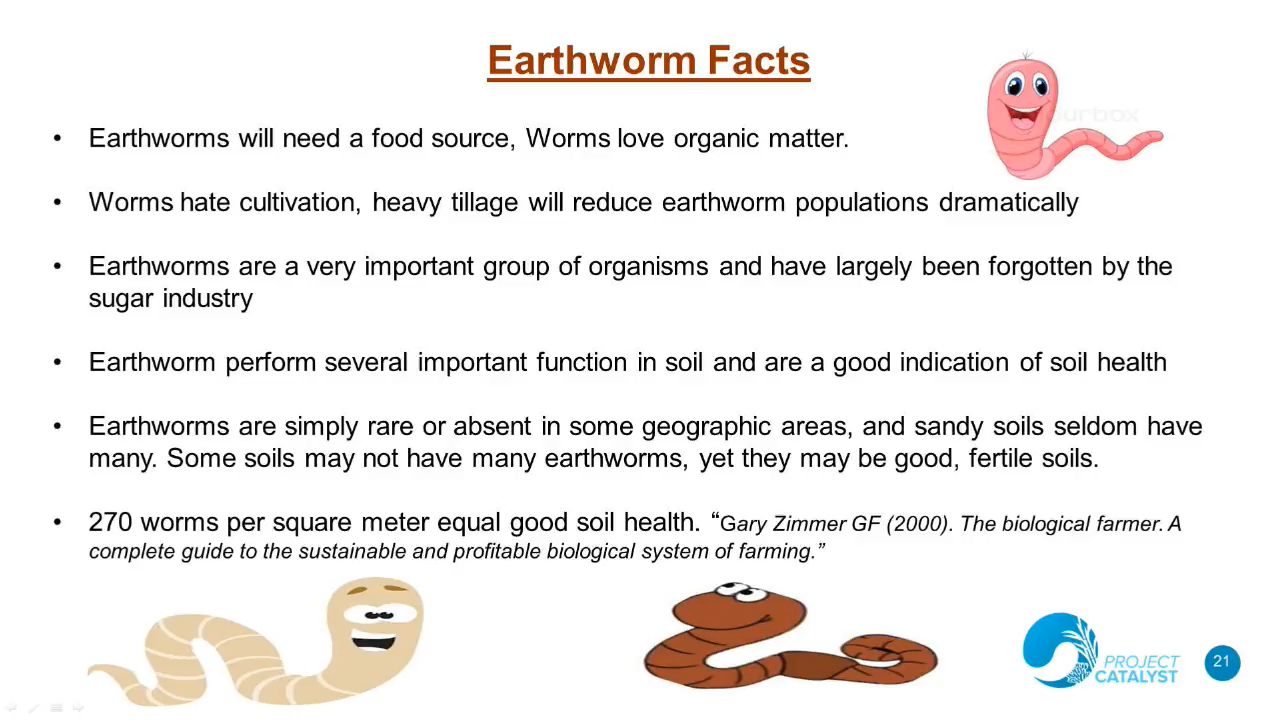 Earthworm Facts
• Earthworms will need a food source, Worms love organic matter.
• Worms hate cultivation, heavy tillage will reduce earthworm populations dramatically
• Earthworms are a very important group of organisms and have largely been forgotten by the
sugar industry
• Earthworm perform several important function in soil and are a good indication of soil health
• Earthworms are simply rare or absent in some geographic areas, and sandy soils seldom have
many. Some soils may not have many earthworms, yet they may be good, fertile soils.
• 270 worms per square meter equal good soil health. “Gary Zimmer GF (2000). The biological farmer. A
complete guide to the sustainable and profitable biological system of farming.”
PROJECT
CATALYST
21